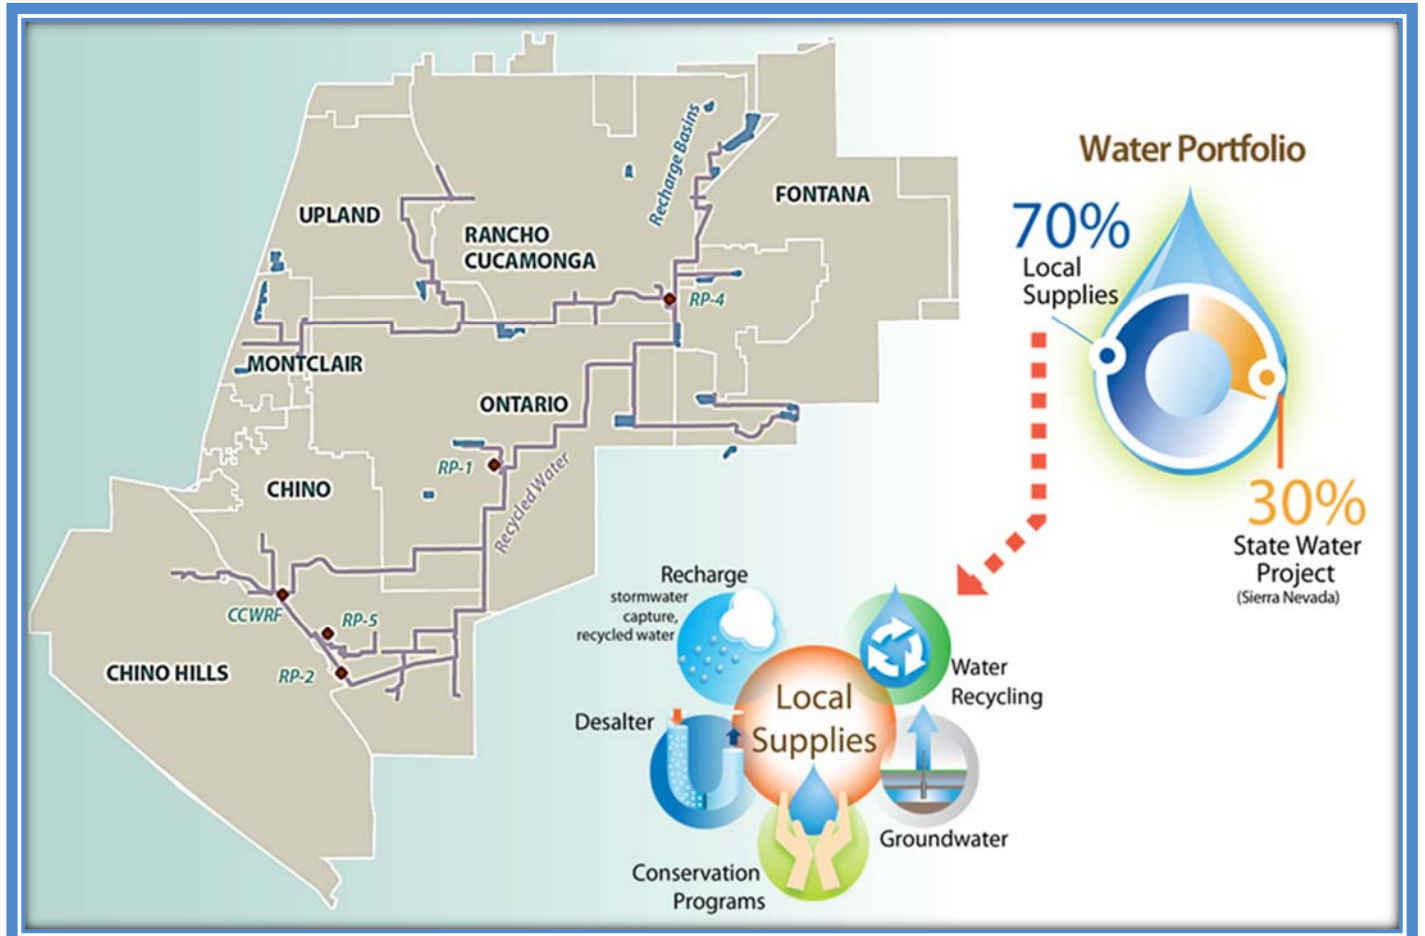 UPLAND
RANCHO
CUCAMONGA
Recharge Basins
FONTANA
RP-4
MONTCLAIR
ONTARIO
RP-1
Recycled Water
CHINO
CCWRF
RP-5
RP-2
CHINO HILLS
Water Portfolio
70%
Local
Supplies
30%
State Water
Project
(Sierra Nevada)
Recharge
stormwater
capture,
recycled water
Water
Recycling
Desalter
Local
Supplies
Groundwater
Conservation
Programs